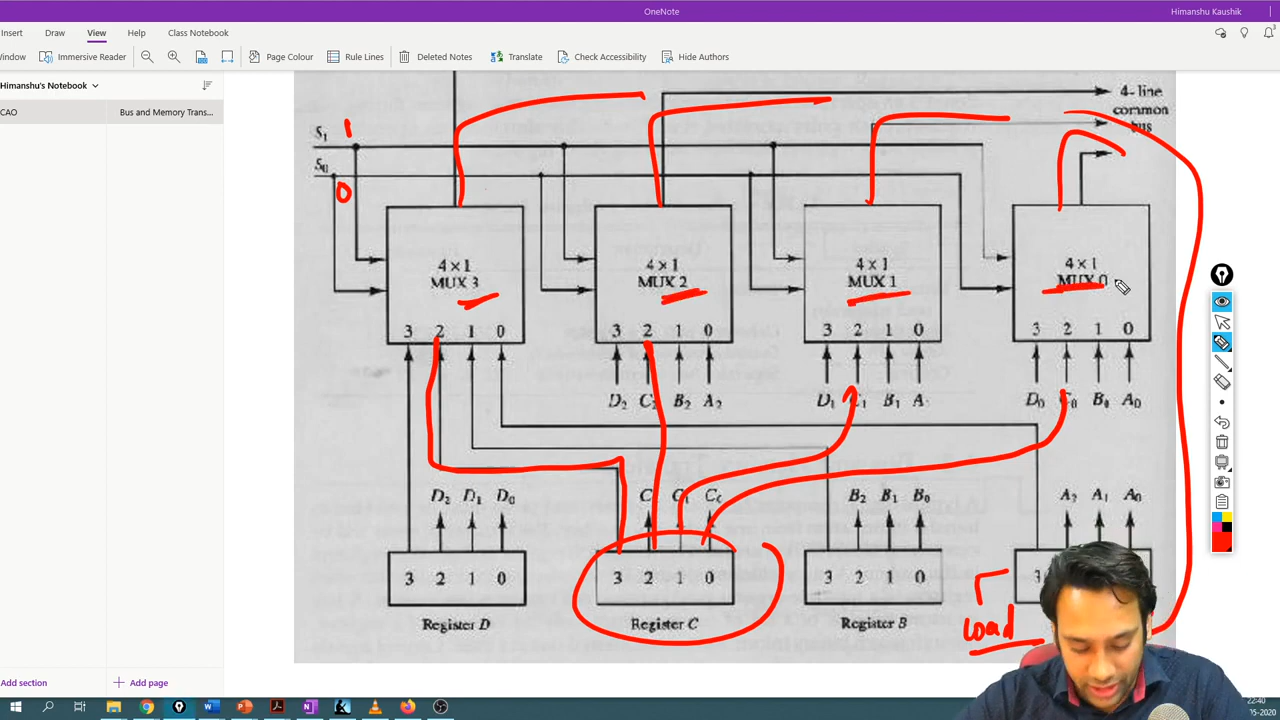 OneNote
Himanshu Kaushik
Insert
Draw
View
Help
Class Notebook
Window
Immersive Reader
Page Colour
Rule Lines
Deleted Notes
Translate
Check Accessibility
Hide Authors
Himanshu's Notebook
CAO
Bus and Memory Trans...
4-line
common
bus
S1 1
S0 0
4 × 1
MUX 3
4 × 1
MUX 2
4 × 1
MUX 1
4 × 1
MUX 0
3 2 1 0
3 2 1 0
3 2 1 0
3 2 1 0
D2 C2 B2 A2
D1 C1 B1 A
D0 C0 B0 A0
D2 D1 D0
C C1 C0
B2 B1 B0
A2 A1 A0
3 2 1 0
3 2 1 0
3 2 1 0
3
Register D
Register C
Register B
Load
Add section
Add page
22:40
05-2020